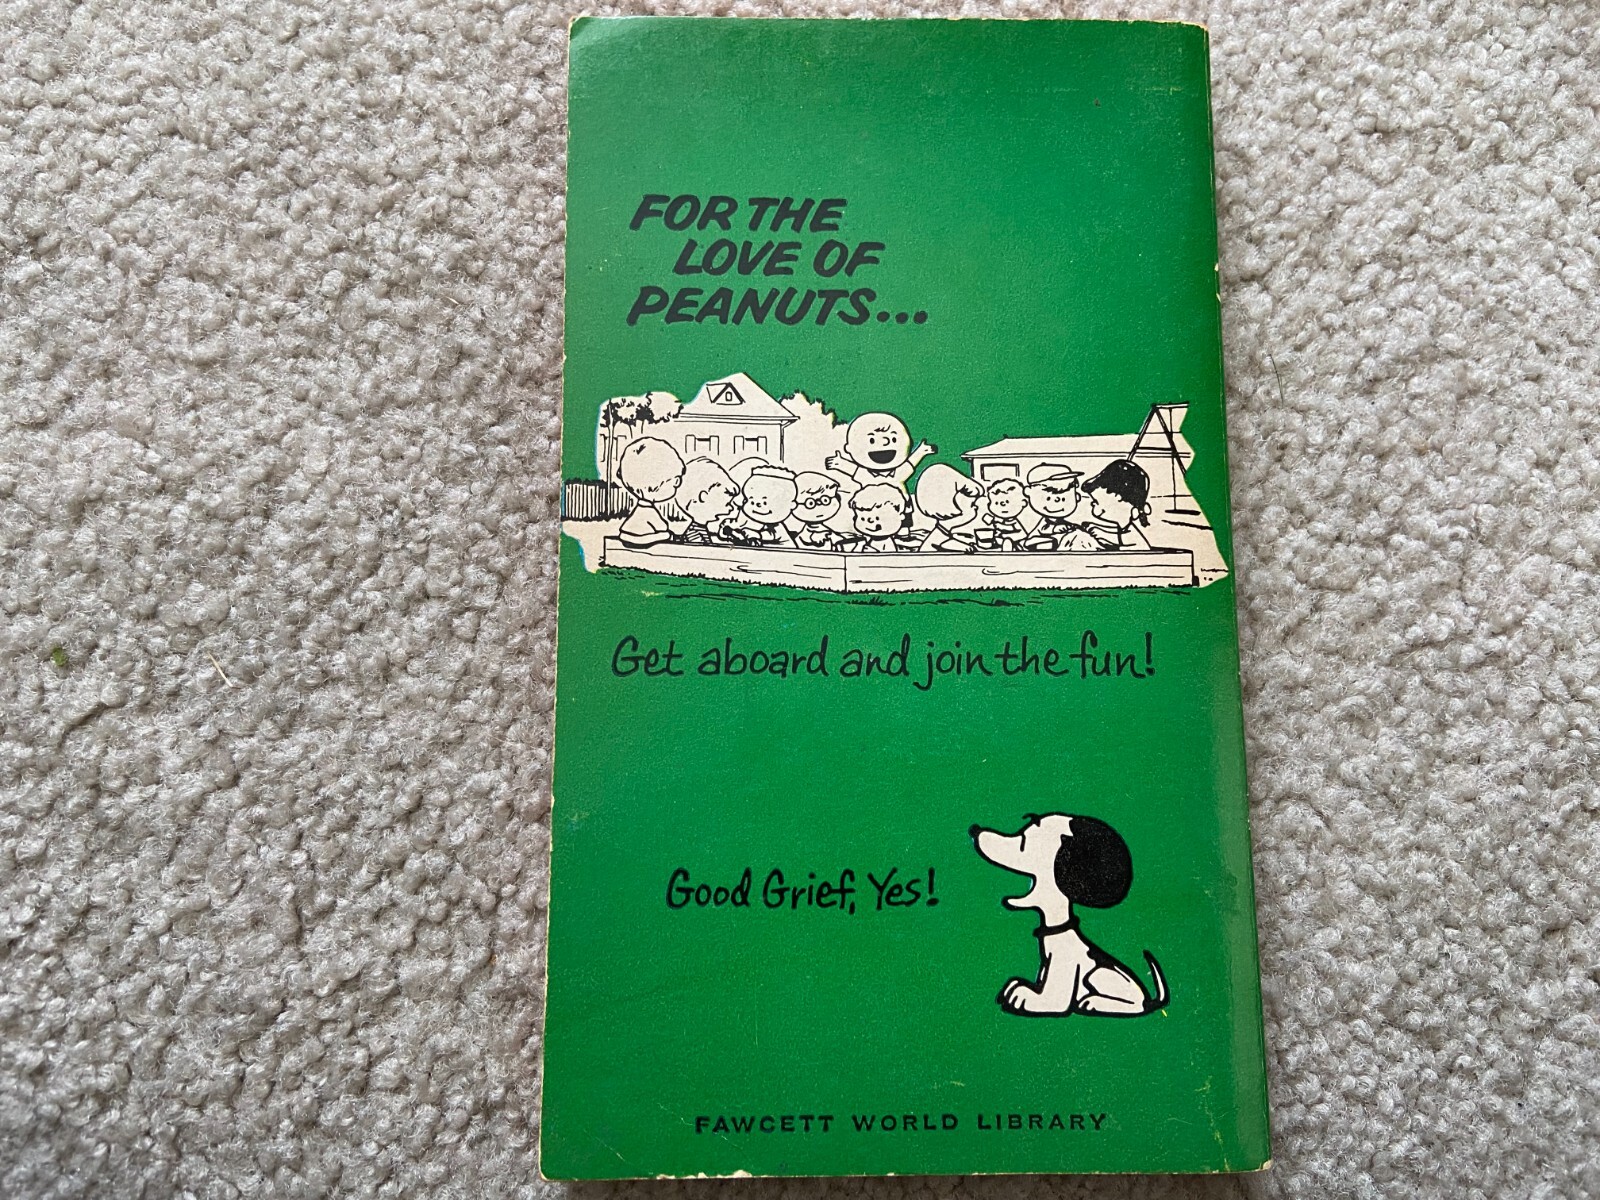 FOR THE
LOVE OF
PEANUTS...
Get aboard and join the fun!
Good Grief, Yes!
FAWCETT WORLD LIBRARY